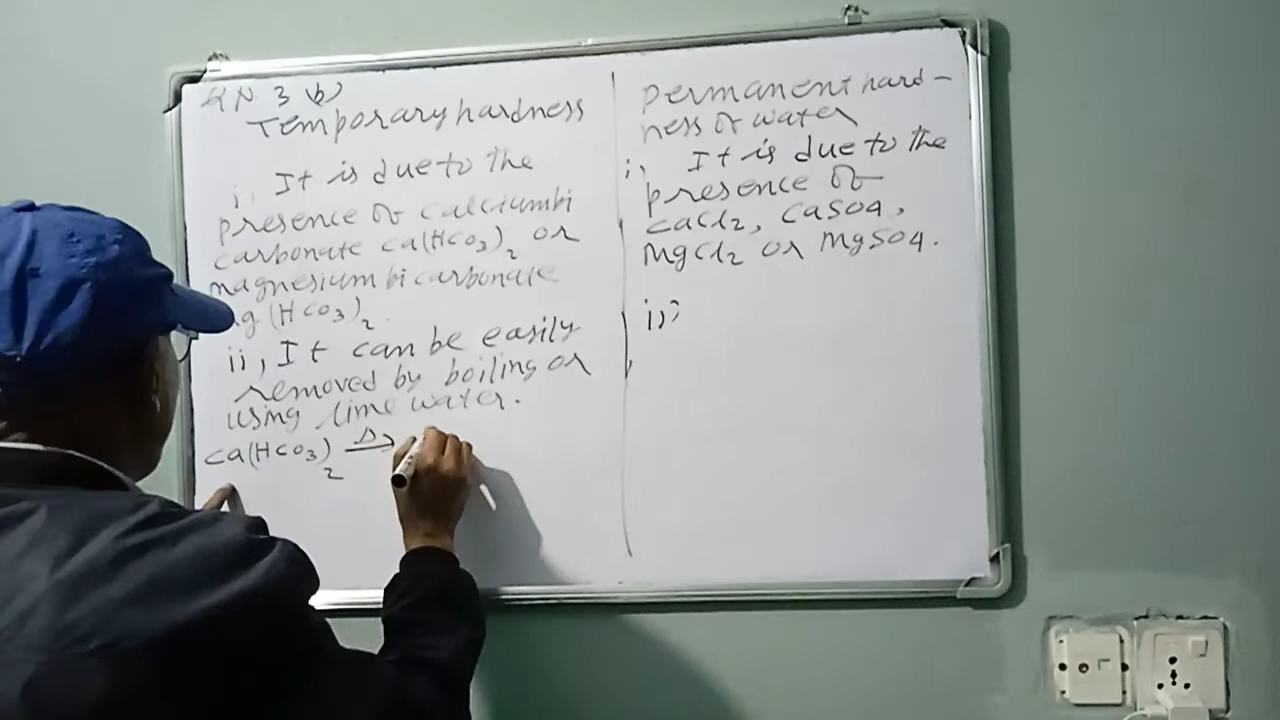 QN. 3 b)
Temporary hardness
i, It is due to the
presence of calcium bi
carbonate ca(HCO3)2 or
magnesium bi carbonate
g (HCO3)2.
ii, It can be easily
removed by boiling or
using lime water.
ca(HCO3)2 Δ→
permanent hard-
ness of water
i, It is due to the
presence of
CaCl2, CaSO4,
MgCl2 or MgSO4.
ii)